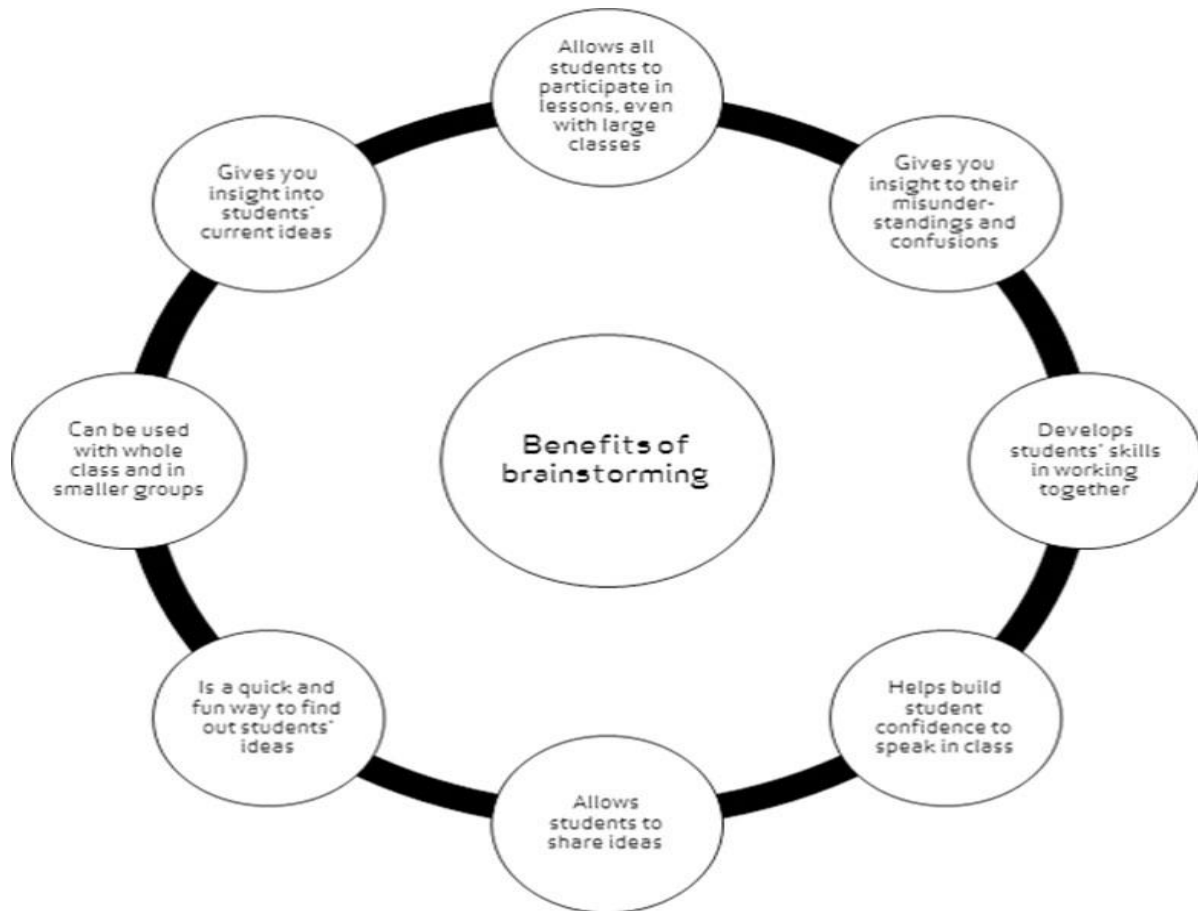 Allows all
students to
participate in
lessons, even
with large
classes
Gives you
insight to their
misunder-
standings and
confusions
Develops
students' skills
in working
together
Helps build
student
confidence to
speak in class
Allows
students to
share ideas
Is a quick and
fun way to find
out students'
ideas
Can be used
with whole
class and in
smaller groups
Gives you
insight into
students'
current ideas
Benefits of
brainstorming